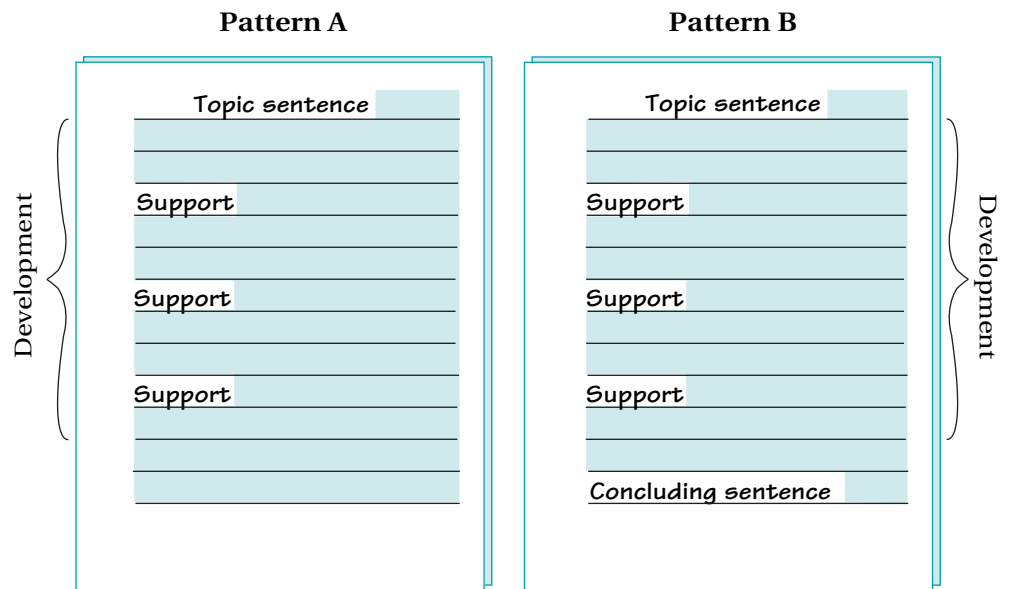 Pattern A
Topic sentence
Support
Support
Support
Development
Pattern B
Topic sentence
Support
Support
Support
Concluding sentence
Development